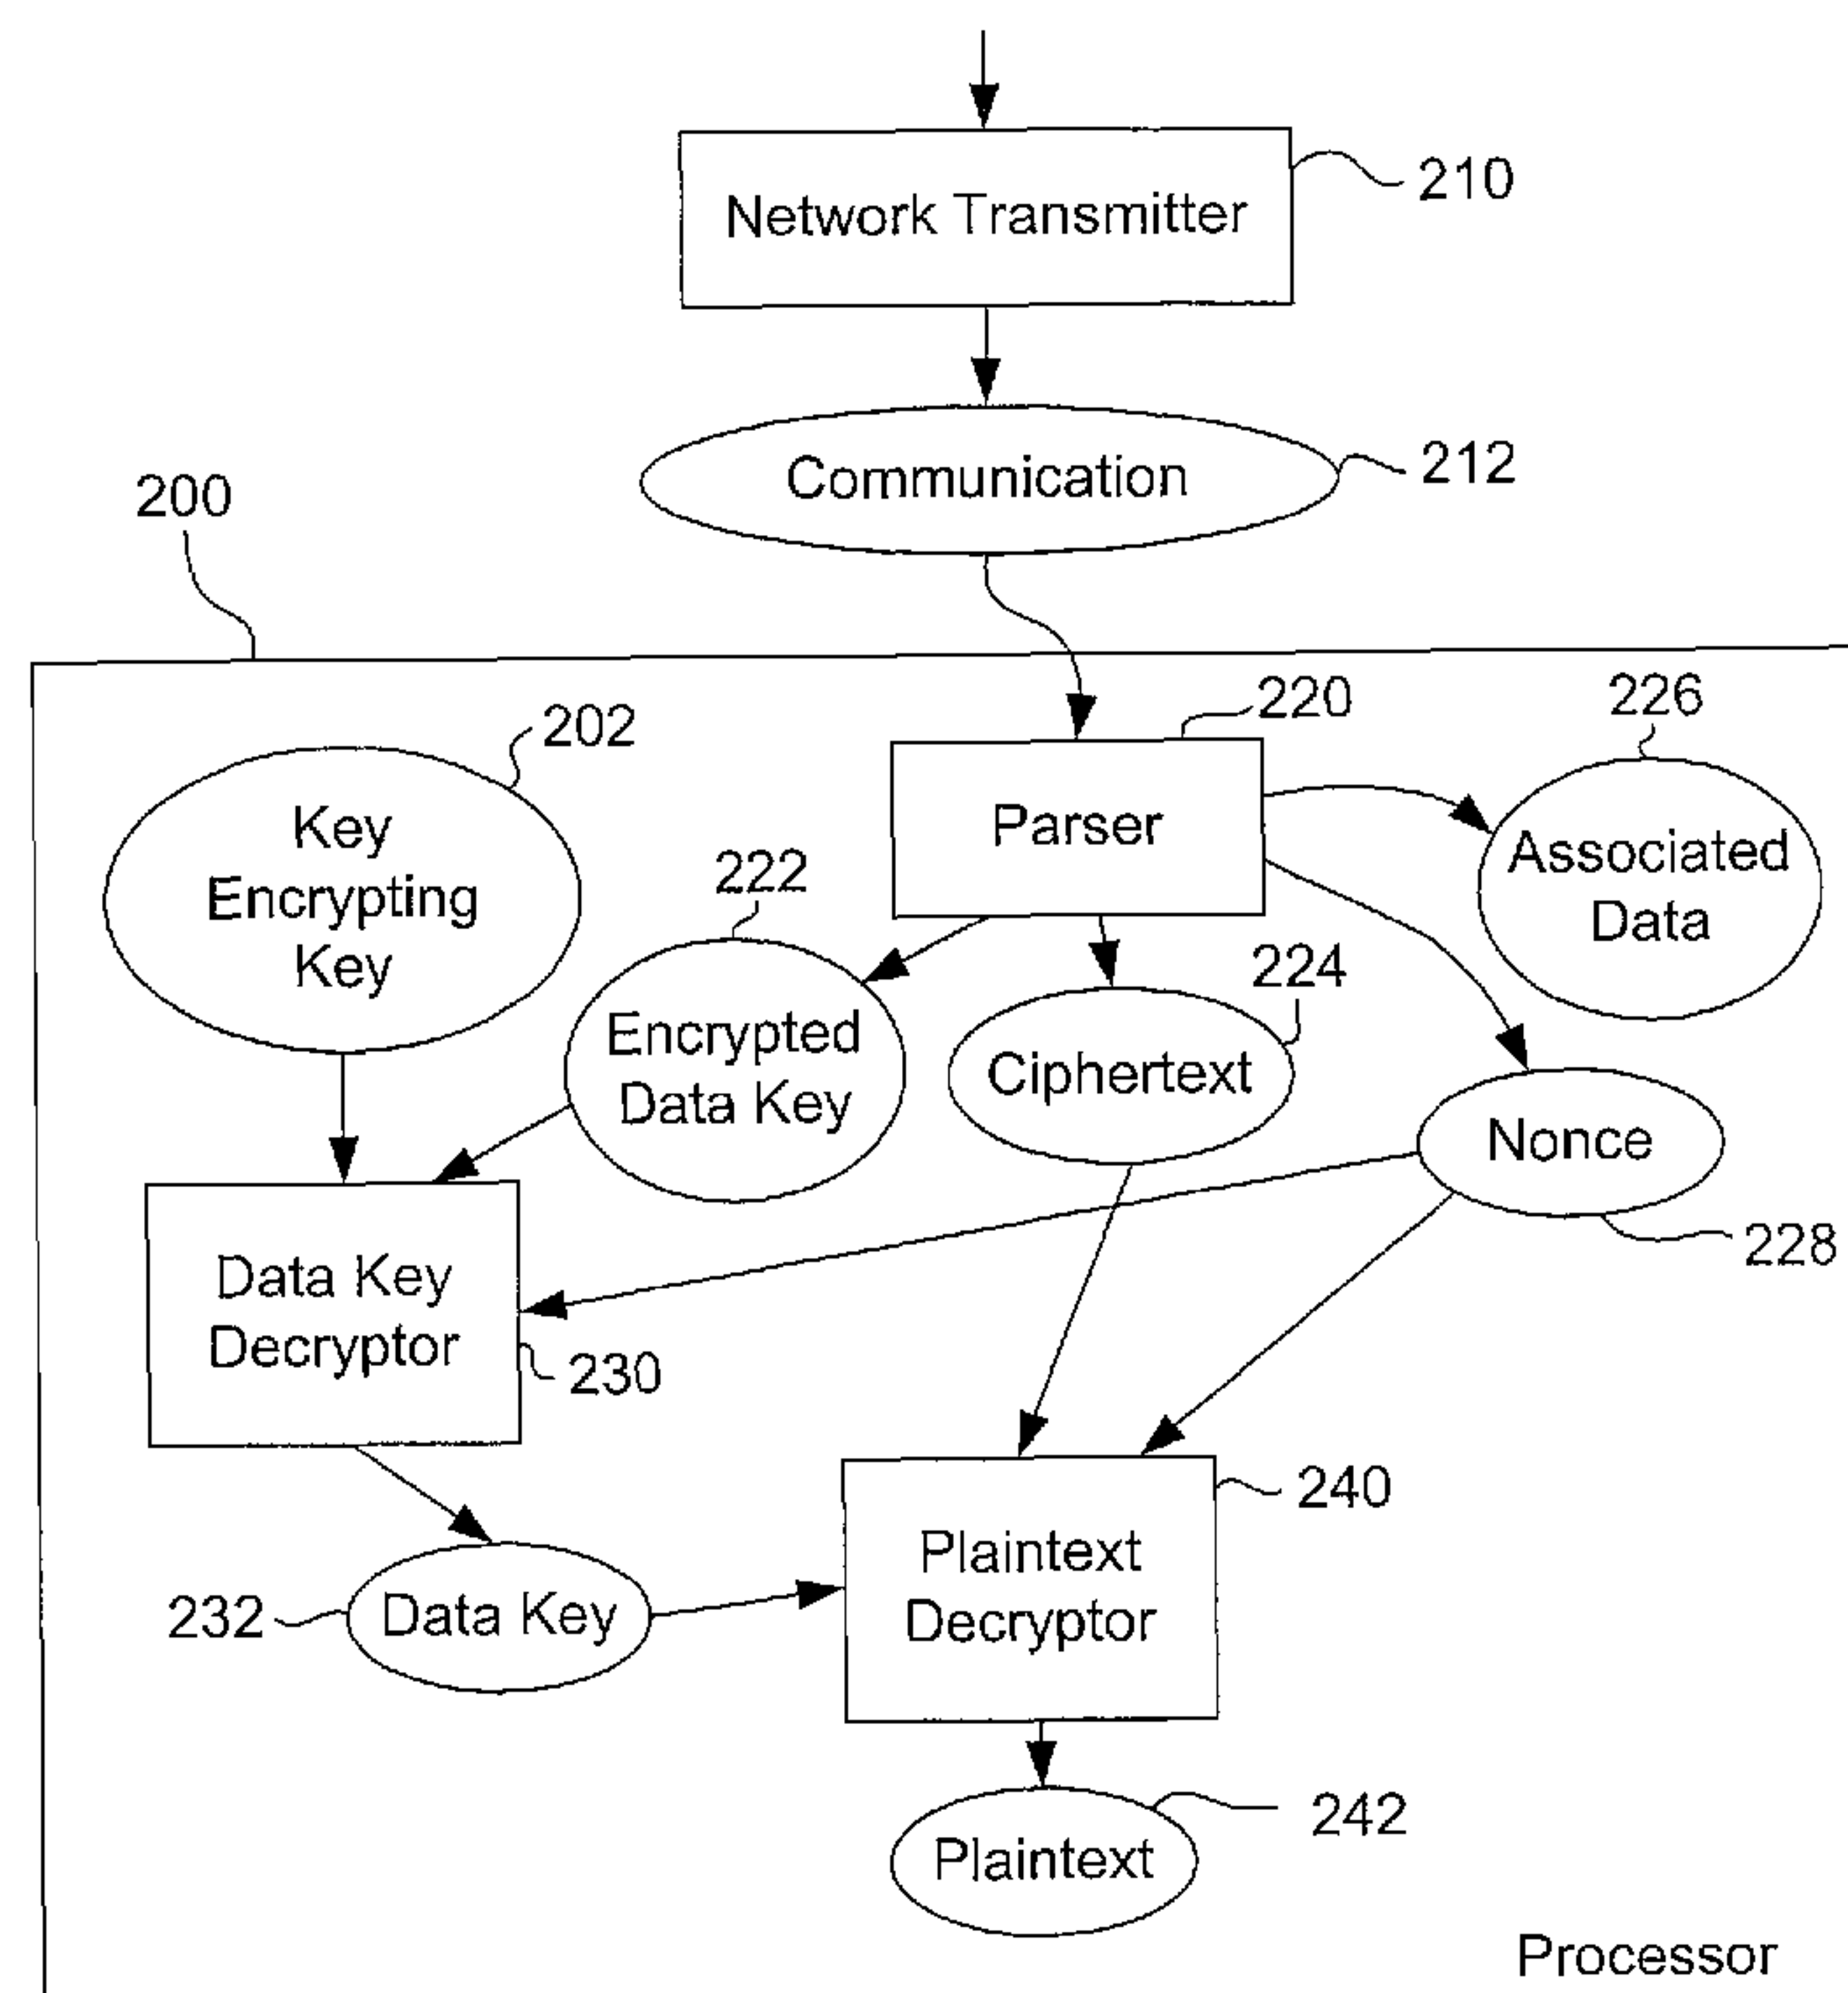 Network Transmitter
210
Communication
212
200
202
Key
Encrypting
Key
220
Parser
226
Associated
Data
222
Encrypted
Data Key
224
Ciphertext
Nonce
228
Data Key
Decryptor
230
240
Plaintext
Decryptor
232
Data Key
242
Plaintext
Processor